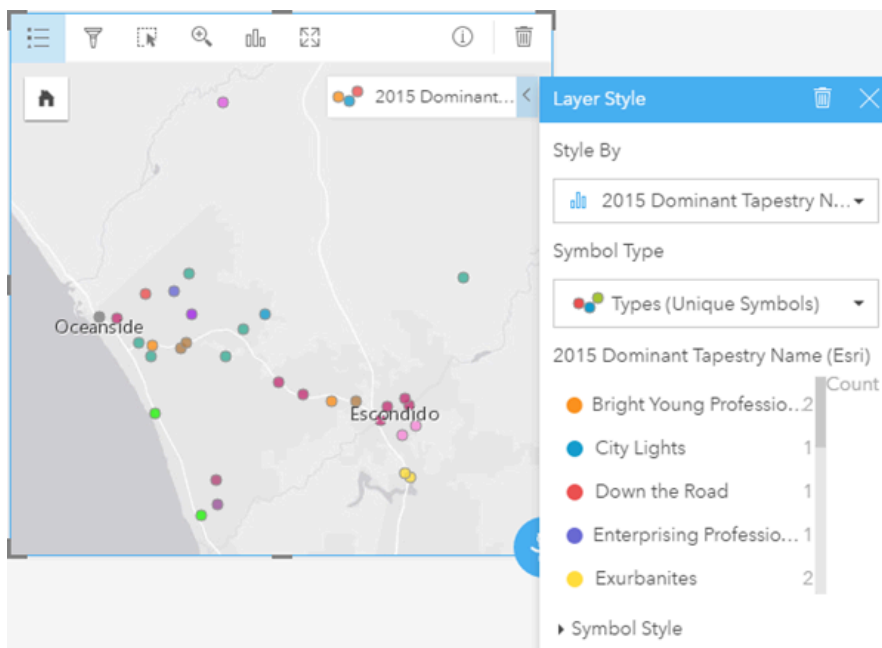 2015 Dominant...
Oceanside
Escondido
Layer Style
Style By
2015 Dominant Tapestry N...
Symbol Type
Types (Unique Symbols)
2015 Dominant Tapestry Name (Esri)
Count
Bright Young Professio... 2
City Lights 1
Down the Road 1
Enterprising Professio... 1
Exurbanites 2
Symbol Style